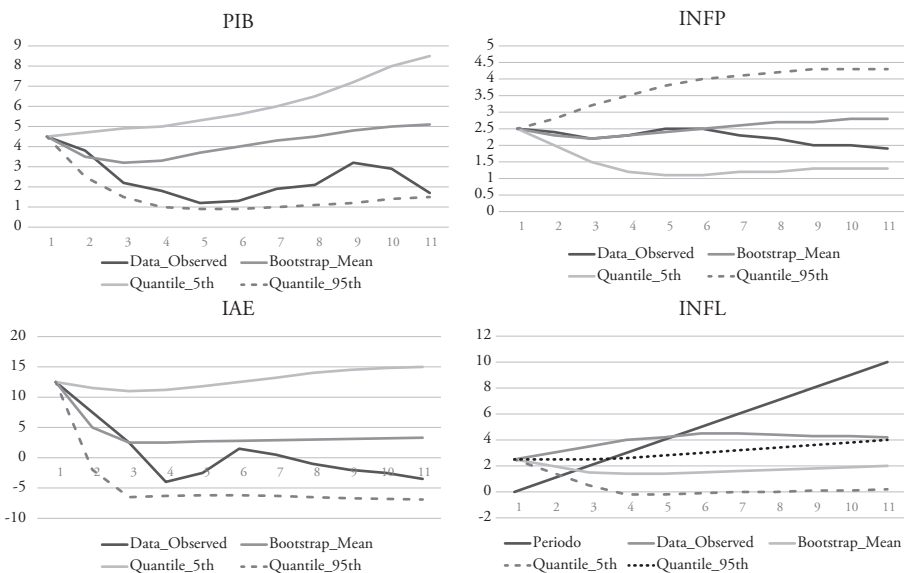 PIB
9
8
7
6
5
4
3
2
1
0
1 2 3 4 5 6 7 8 9 10 11
Data_Observed Bootstrap_Mean
Quantile_5th Quantile_95th
INFP
5
4.5
4
3.5
3
2.5
2
1.5
1
0.5
0
1 2 3 4 5 6 7 8 9 10 11
Data_Observed Bootstrap_Mean
Quantile_5th Quantile_95th
IAE
20
15
10
5
0
-5
-10
1 2 3 4 5 6 7 8 9 10 11
Data_Observed Bootstrap_Mean
Quantile_5th Quantile_95th
INFL
12
10
8
6
4
2
0
-2
1 2 3 4 5 6 7 8 9 10 11
Periodo Data_Observed Bootstrap_Mean
Quantile_5th Quantile_95th